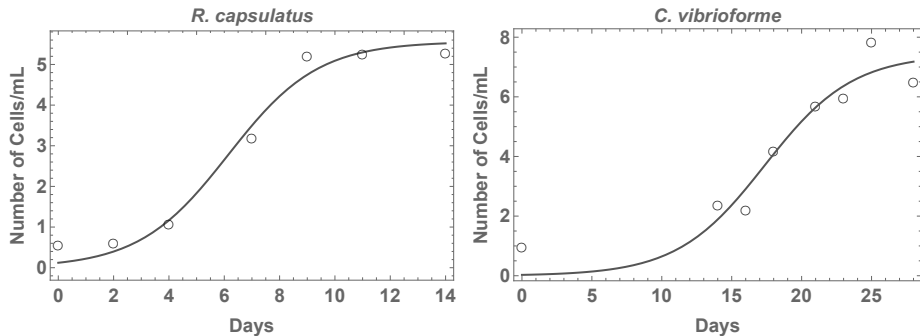 R. capsulatus
Number of Cells/mL
5
4
3
2
1
0
0 2 4 6 8 10 12 14
Days
C. vibrioforme
Number of Cells/mL
8
6
4
2
0
0 5 10 15 20 25
Days